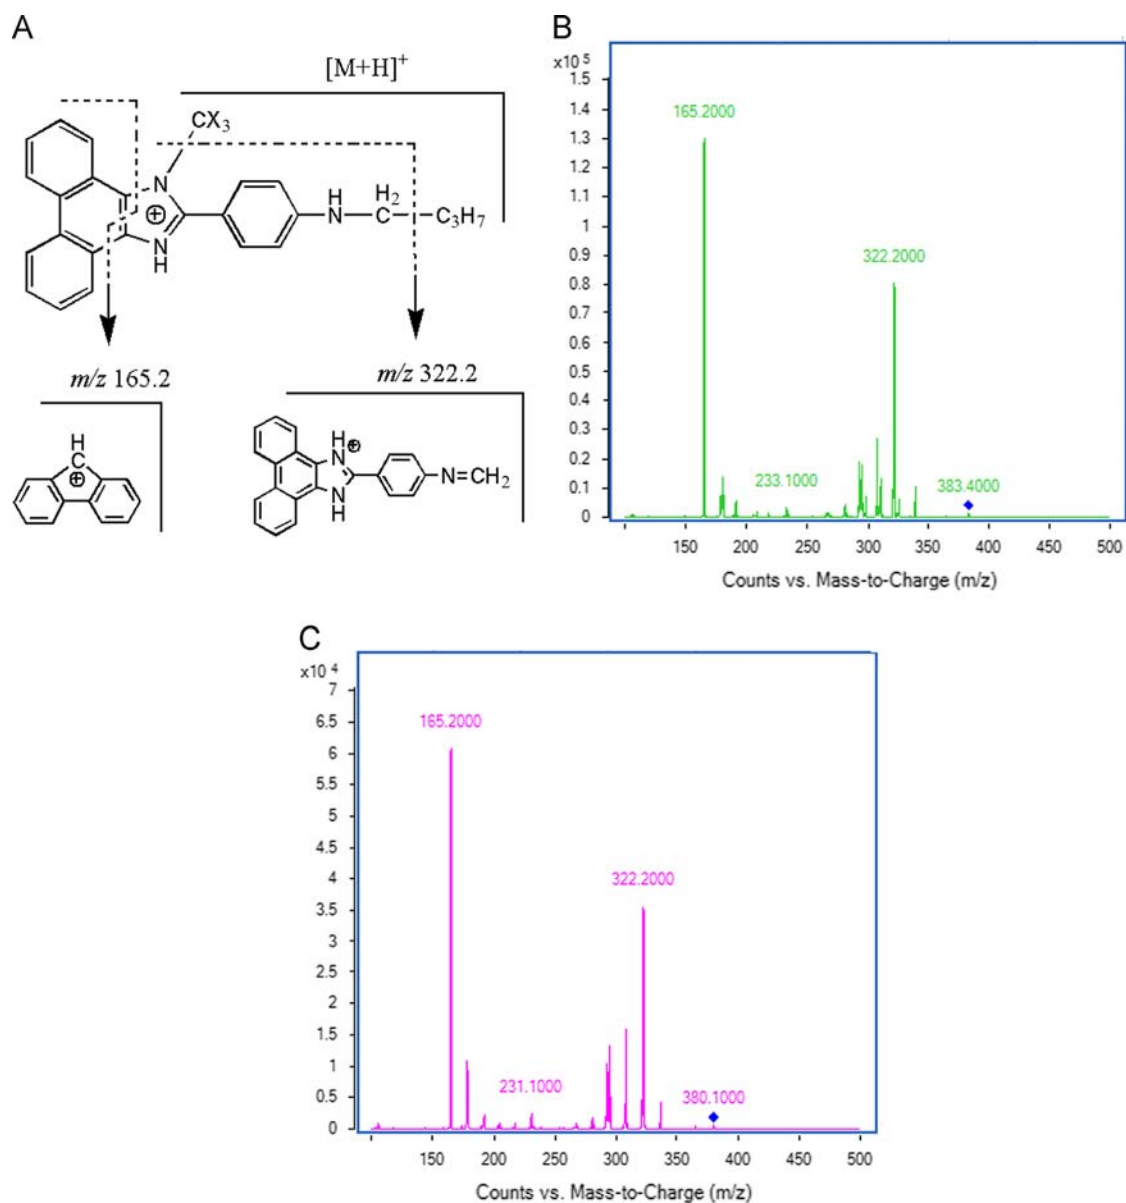 A
[M+H]+
CX3
N
N
H
H
N
H2
C
C3H7
m/z 165.2
m/z 322.2
H
H
N
N
H
N=CH2
B
x10 5
1.5
1.4
1.3
1.2
1.1
1
0.9
0.8
0.7
0.6
0.5
0.4
0.3
0.2
0.1
0
165.2000
322.2000
233.1000
383.4000
150 200 250 300 350 400 450 500
Counts vs. Mass-to-Charge (m/z)
C
x10 4
7
6.5
6
5.5
5
4.5
4
3.5
3
2.5
2
1.5
1
0.5
0
165.2000
322.2000
231.1000
380.1000
150 200 250 300 350 400 450 500
Counts vs. Mass-to-Charge (m/z)